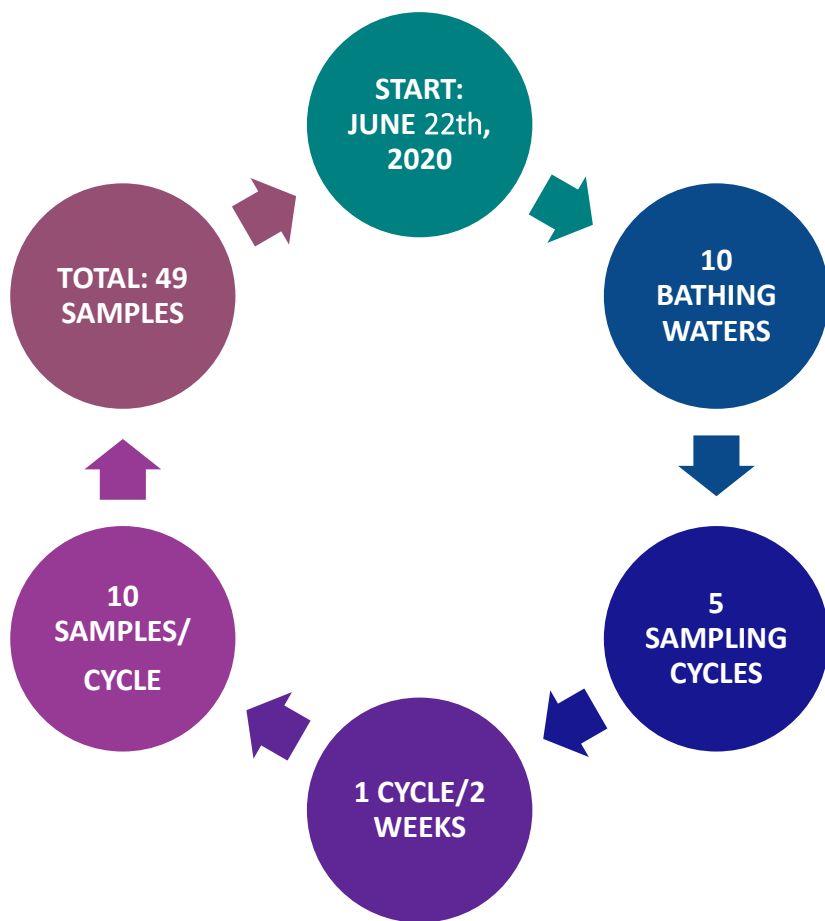 START:
JUNE 22th,
2020
10
BATHING
WATERS
5
SAMPLING
CYCLES
1 CYCLE/2
WEEKS
10
SAMPLES/
CYCLE
TOTAL: 49
SAMPLES